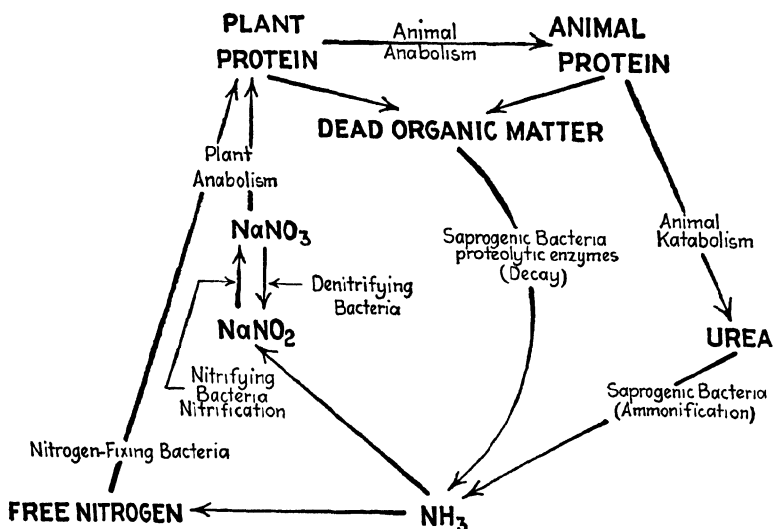 PLANT
PROTEIN
Animal
Anabolism
ANIMAL
PROTEIN
DEAD ORGANIC MATTER
Plant
Anabolism
NaNO3
Saprogenic Bacteria
proteolytic enzymes
(Decay)
Animal
Katabolism
Denitrifying
Bacteria
NaNO2
UREA
Nitrifying
Bacteria
Nitrification
Saprogenic Bacteria
(Ammonification)
Nitrogen-Fixing Bacteria
FREE NITROGEN
NH3